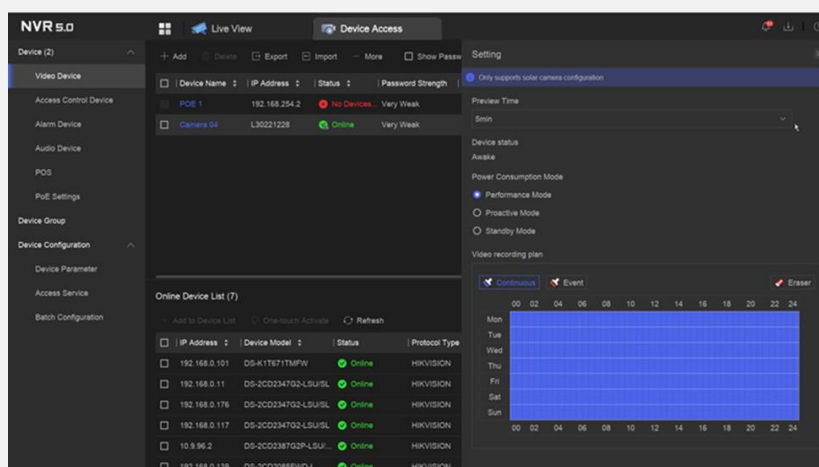 NVR 5.0
Live View
Device Access
Device (2)
Video Device
Access Control Device
Alarm Device
Audio Device
POS
PoE Settings
Device Group
Device Configuration
Device Parameter
Access Service
Batch Configuration
Add Delete Export Import More Show Passw
Device Name IP Address Status Password Strength
POE 1 192.168.254.2 No Devices... Very Weak
Camera 04 L30221228 Online Very Weak
Online Device List (7)
Add to Device List One-touch Activate Refresh
IP Address Device Model Status Protocol Type
192.168.0.101 DS-K1T671TMFW Online HIKVISION
192.168.0.11 DS-2CD2347G2-LSU/SL Online HIKVISION
192.168.0.176 DS-2CD2347G2-LSU/SL Online HIKVISION
192.168.0.117 DS-2CD2347G2-LSU/SL Online HIKVISION
10.9.96.2 DS-2CD2387G2P-LSU/... Online HIKVISION
Online HIKVISION
Setting
Only supports solar camera configuration
Preview Time
5min
Device status
Awake
Power Consumption Mode
Performance Mode
Proactive Mode
Standby Mode
Video recording plan
Continuous Event Eraser
00 02 04 06 08 10 12 14 16 18 20 22 24
Mon
Tue
Wed
Thu
Fri
Sat
Sun
00 02 04 06 08 10 12 14 16 18 20 22 24